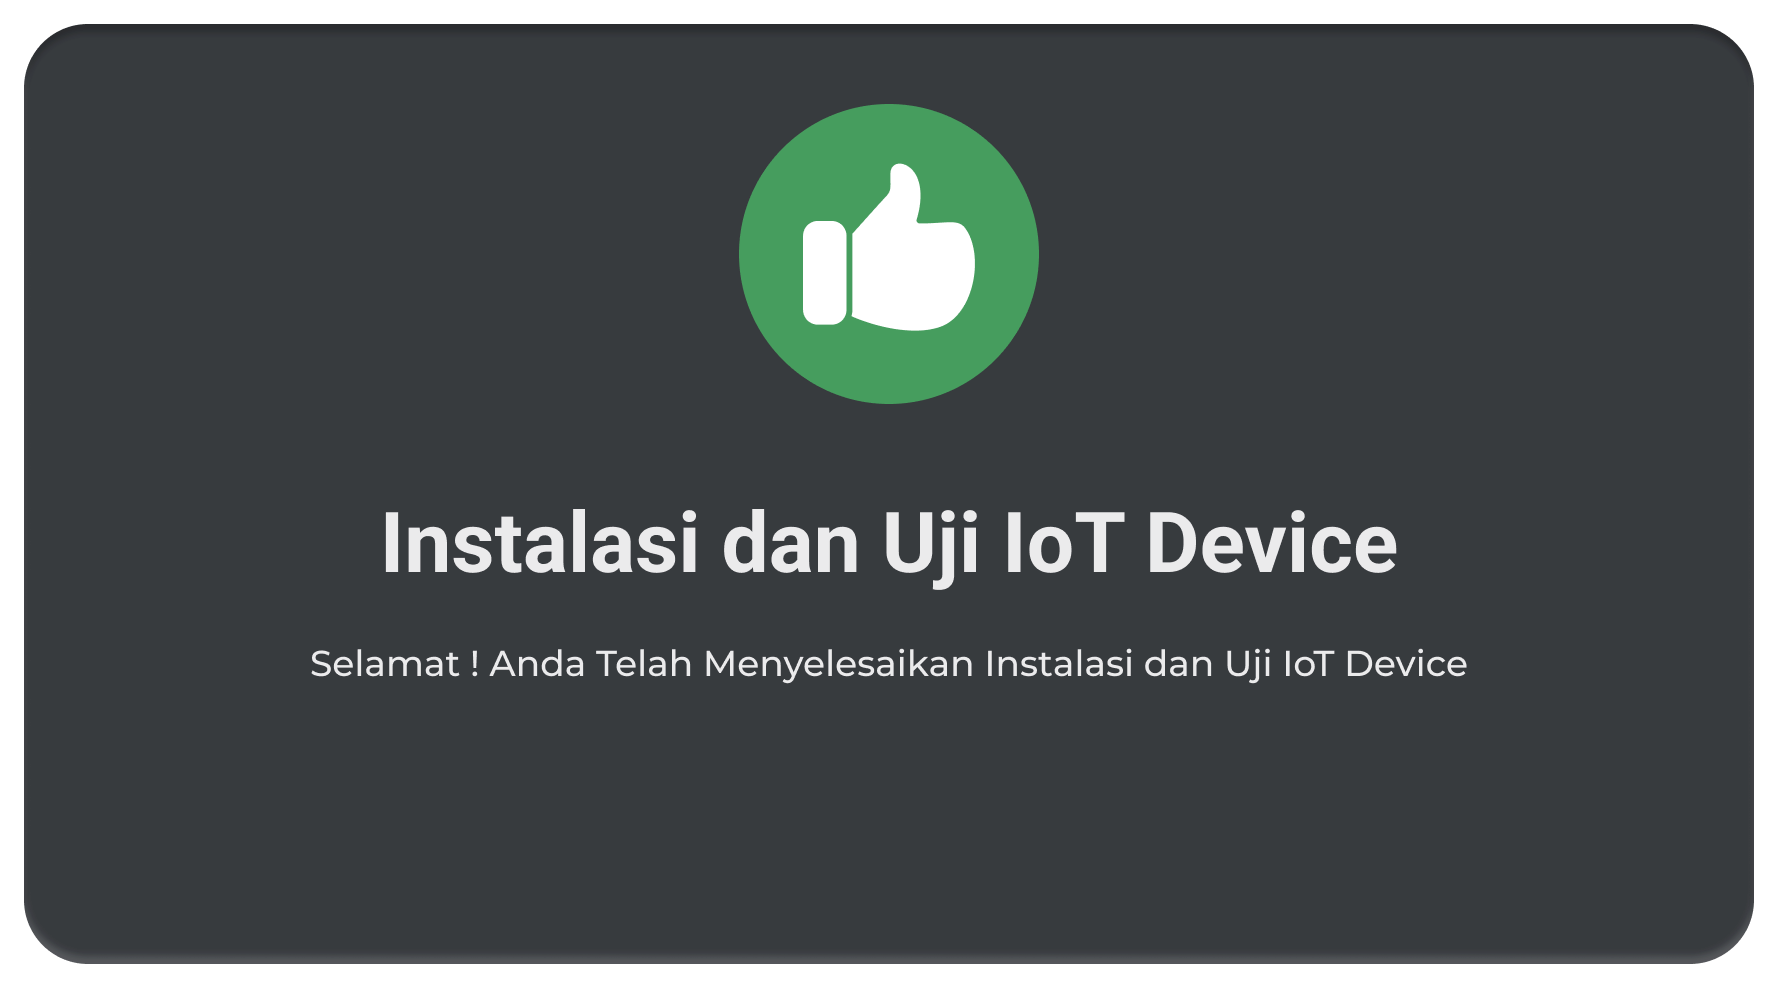 Instalasi dan Uji IoT Device
Selamat ! Anda Telah Menyelesaikan Instalasi dan Uji IoT Device